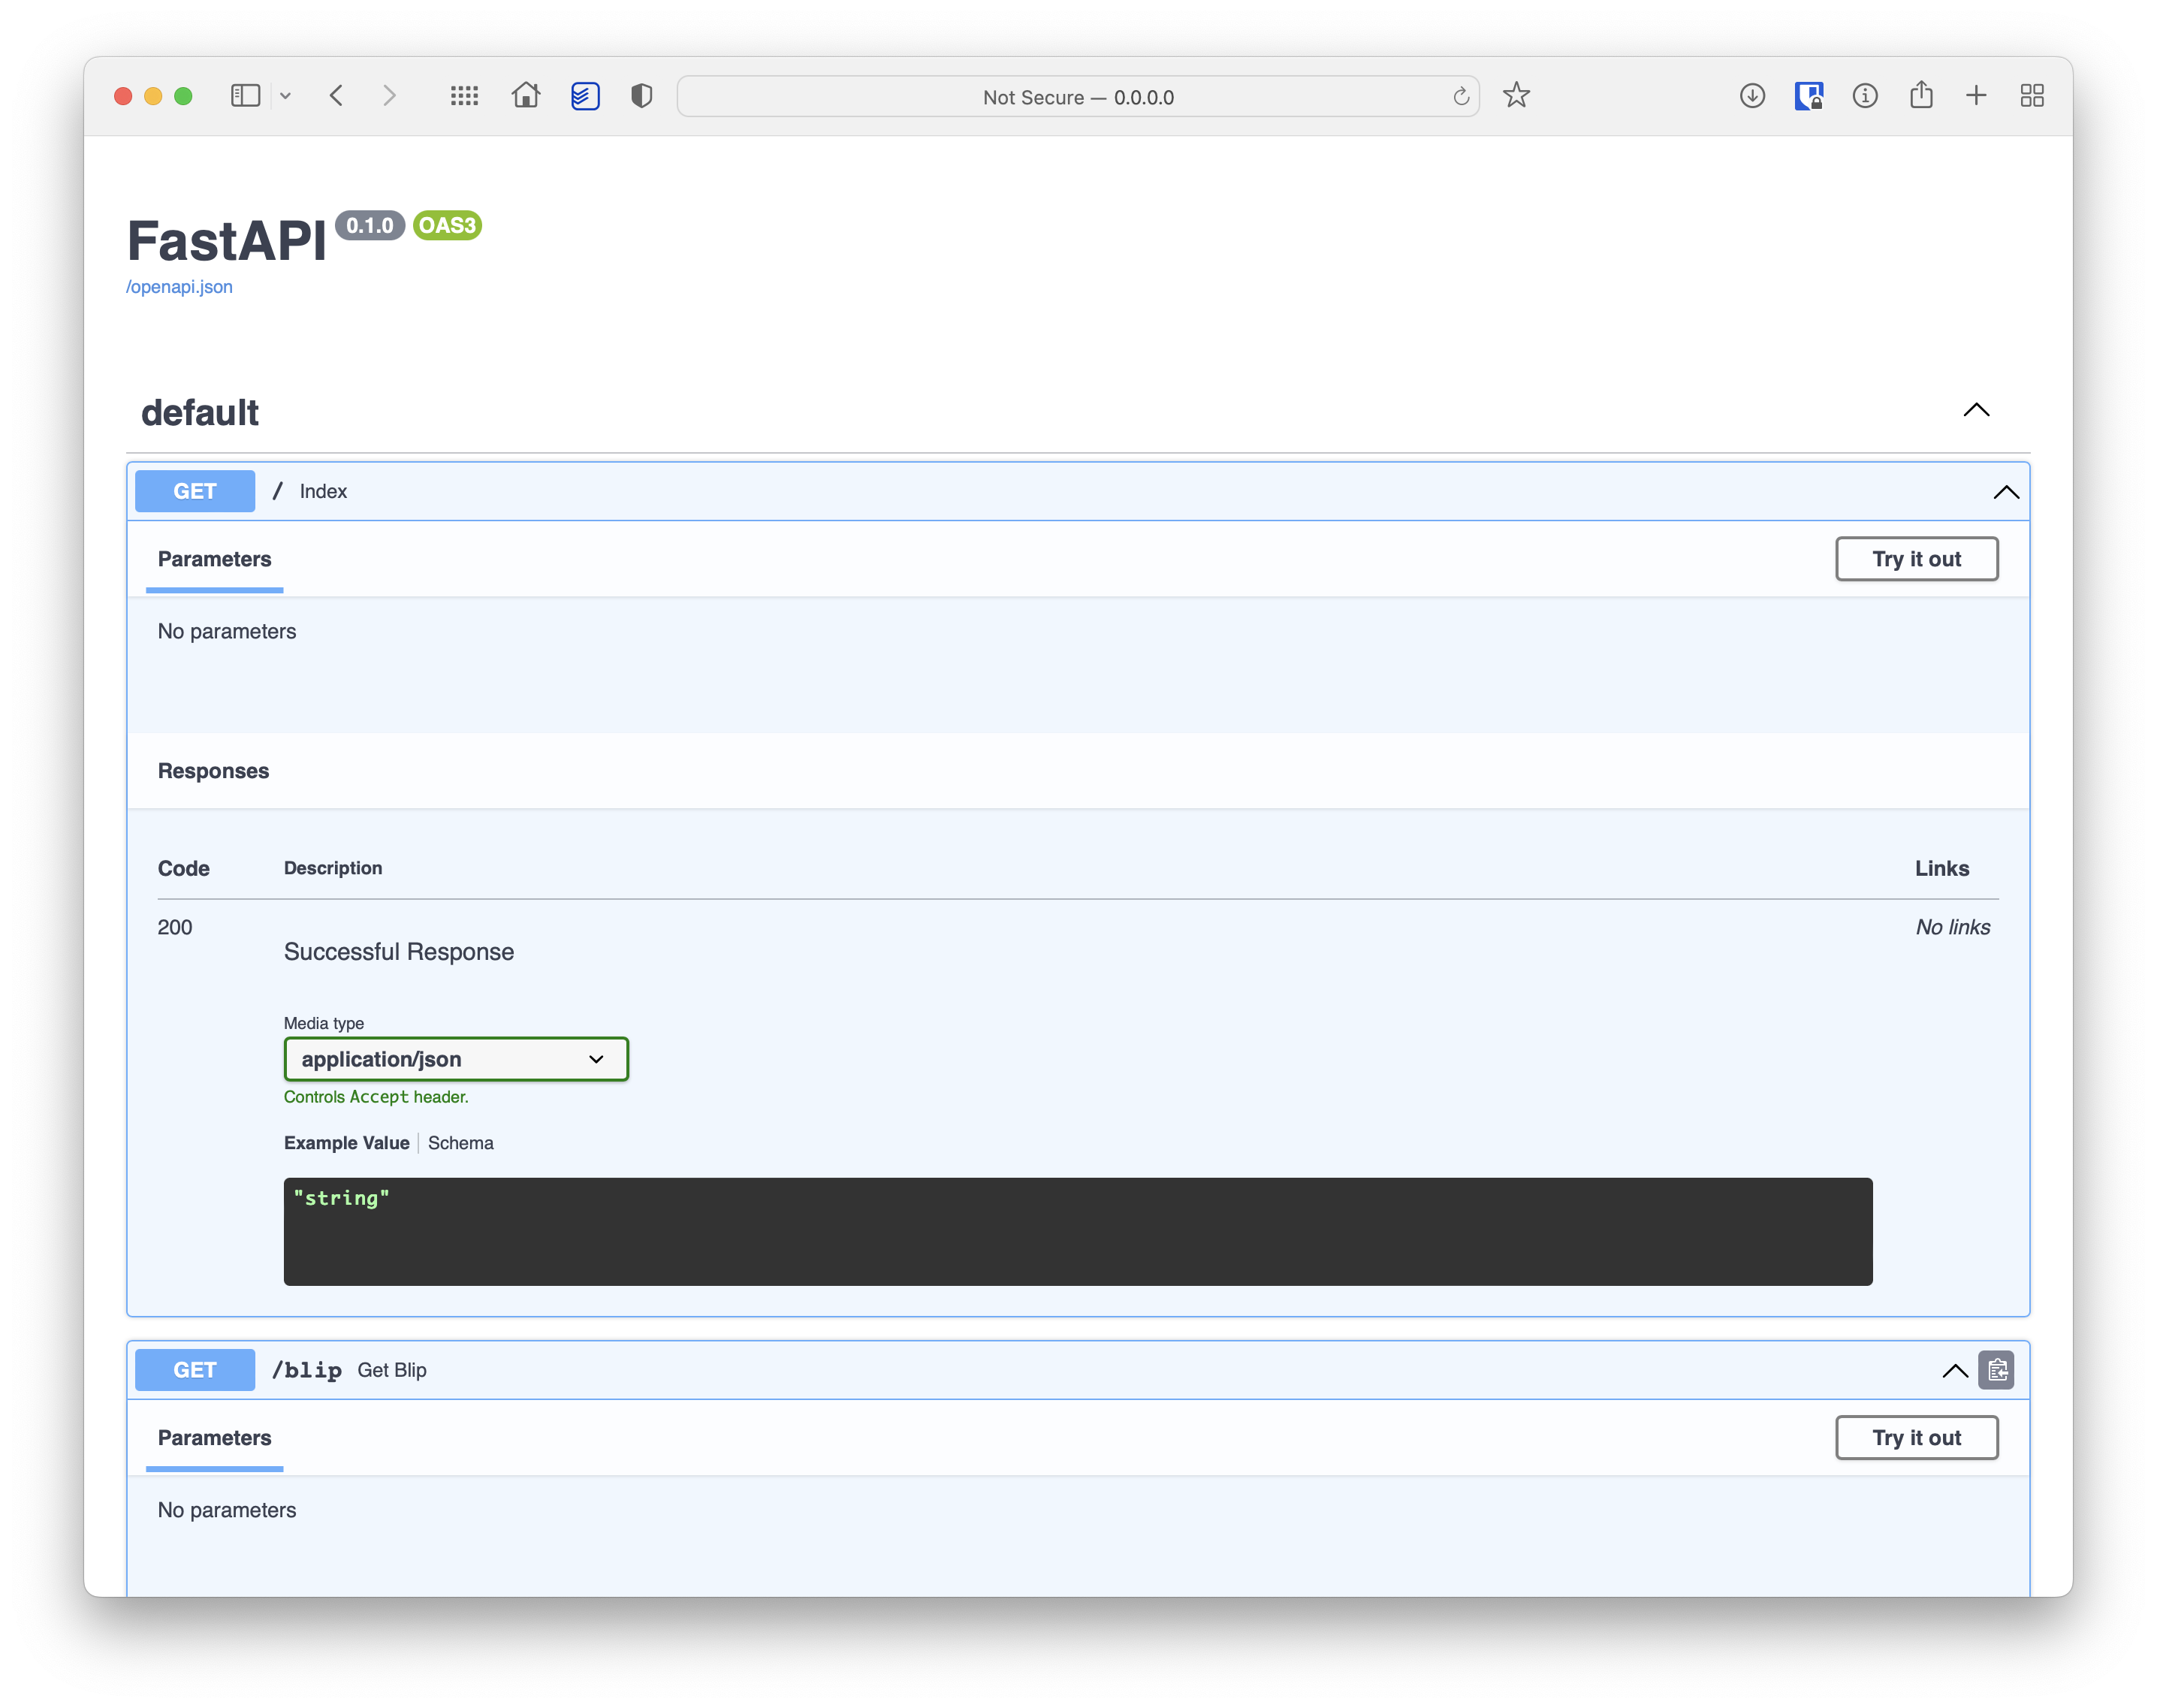 Not Secure — 0.0.0.0
FastAPI 0.1.0 OAS3
/openapi.json
default
GET / Index
Parameters Try it out
No parameters
Responses
Code Description Links
200 No links
Successful Response
Media type
application/json
Controls Accept header.
Example Value Schema
"string"
GET /blip Get Blip
Parameters Try it out
No parameters